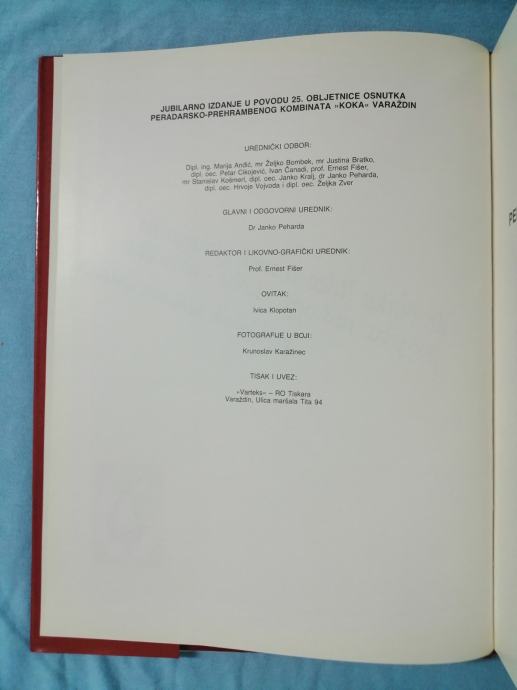 JUBILARNO IZDANJE U POVODU 25. OBLJETNICE OSNUTKA
PERADARSKO-PREHRAMBENOG KOMBINATA »KOKA« VARAŽDIN
UREDNIČKI ODBOR:
Dipl. ing. Marija Anđić, mr Željko Bombek, mr Justina Bratko,
dipl. oec. Petar Cikojević, Ivan Čanadi, prof. Ernest Fišer,
mr Stanislav Košmerl, dipl. oec. Janko Kralj, dr Janko Peharda,
dipl. oec. Hrvoje Vojvoda i dipl. oec. Željka Zver
GLAVNI I ODGOVORNI UREDNIK:
Dr Janko Peharda
REDAKTOR I LIKOVNO-GRAFIČKI UREDNIK:
Prof. Ernest Fišer
OVITAK:
Ivica Klopotan
FOTOGRAFIJE U BOJI:
Krunoslav Karažinec
TISAK I UVEZ:
»Varteks« – RO Tiskara
Varaždin, Ulica maršala Tita 94